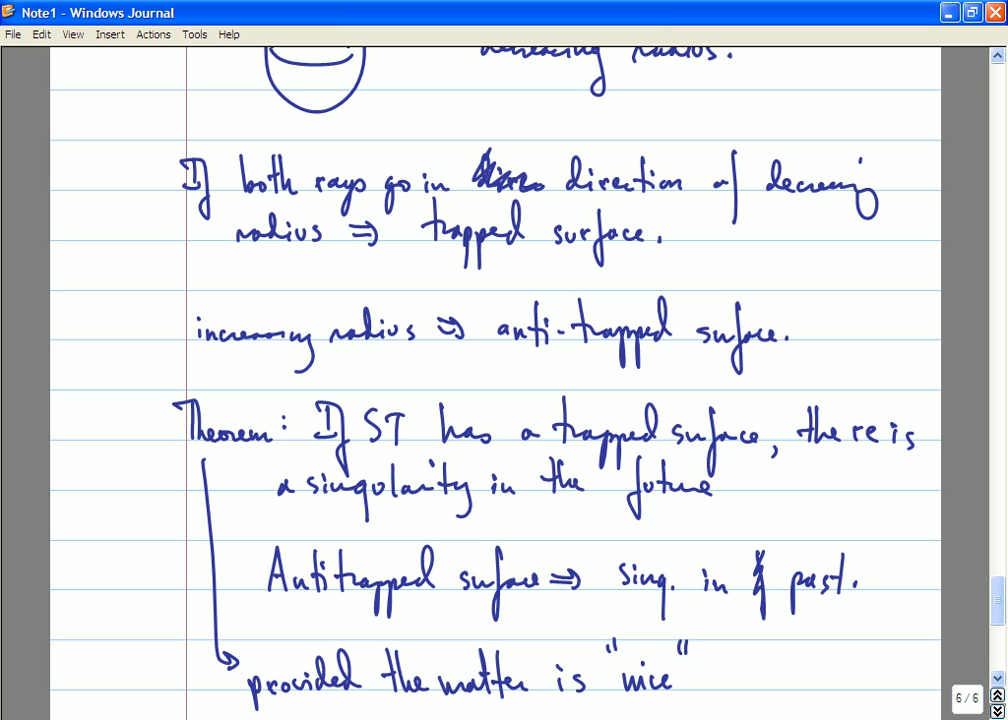 Note1 - Windows Journal
File Edit View Insert Actions Tools Help
increasing radius.
If both rays go in direction of decreasing
radius ⇒ trapped surface.
increasing radius ⇒ anti-trapped surface.
Theorem: If ST has a trapped surface, there is
a singularity in the future
Antitrapped surface ⇒ sing. in past.
provided the matter is "nice"
6 / 6